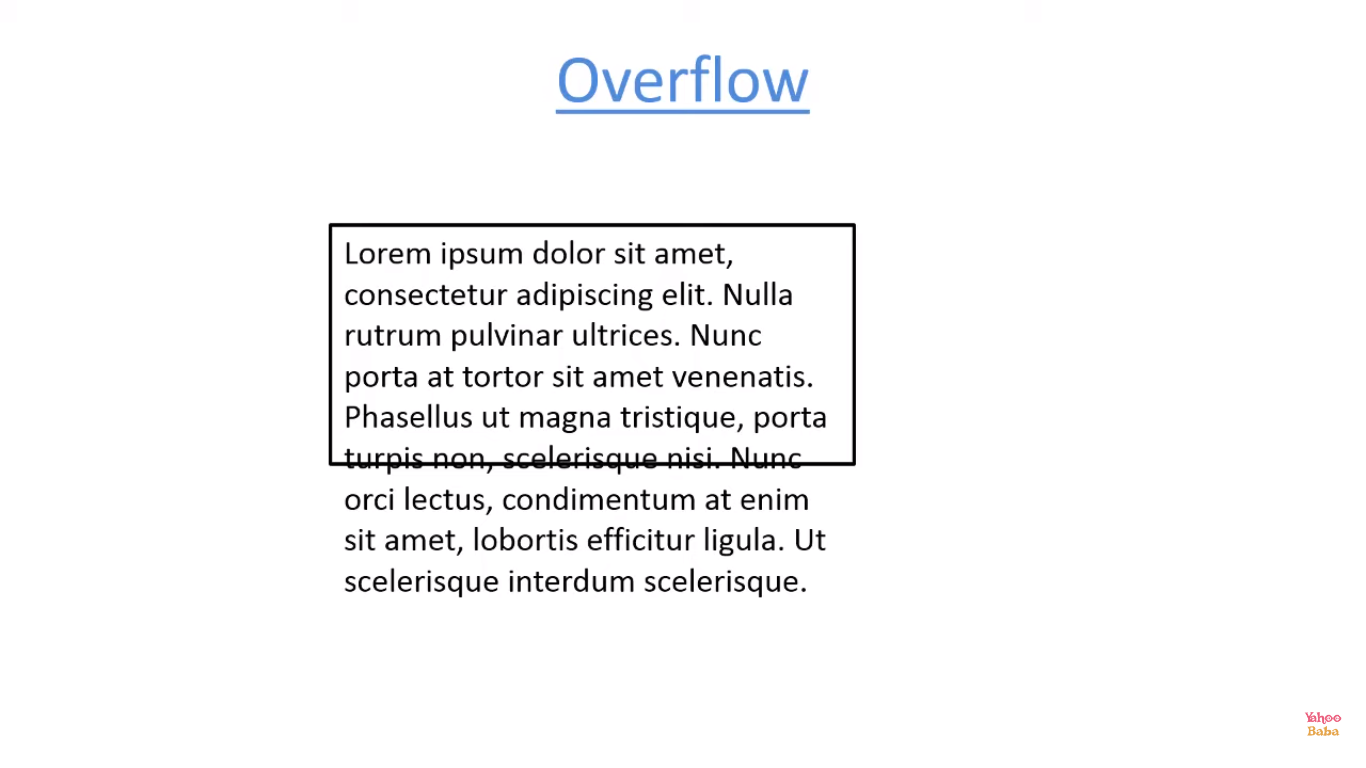 Overflow
Lorem ipsum dolor sit amet,
consectetur adipiscing elit. Nulla
rutrum pulvinar ultrices. Nunc
porta at tortor sit amet venenatis.
Phasellus ut magna tristique, porta
turpis non, scelerisque nisi. Nunc
orci lectus, condimentum at enim
sit amet, lobortis efficitur ligula. Ut
scelerisque interdum scelerisque.
Yahoo
Baba